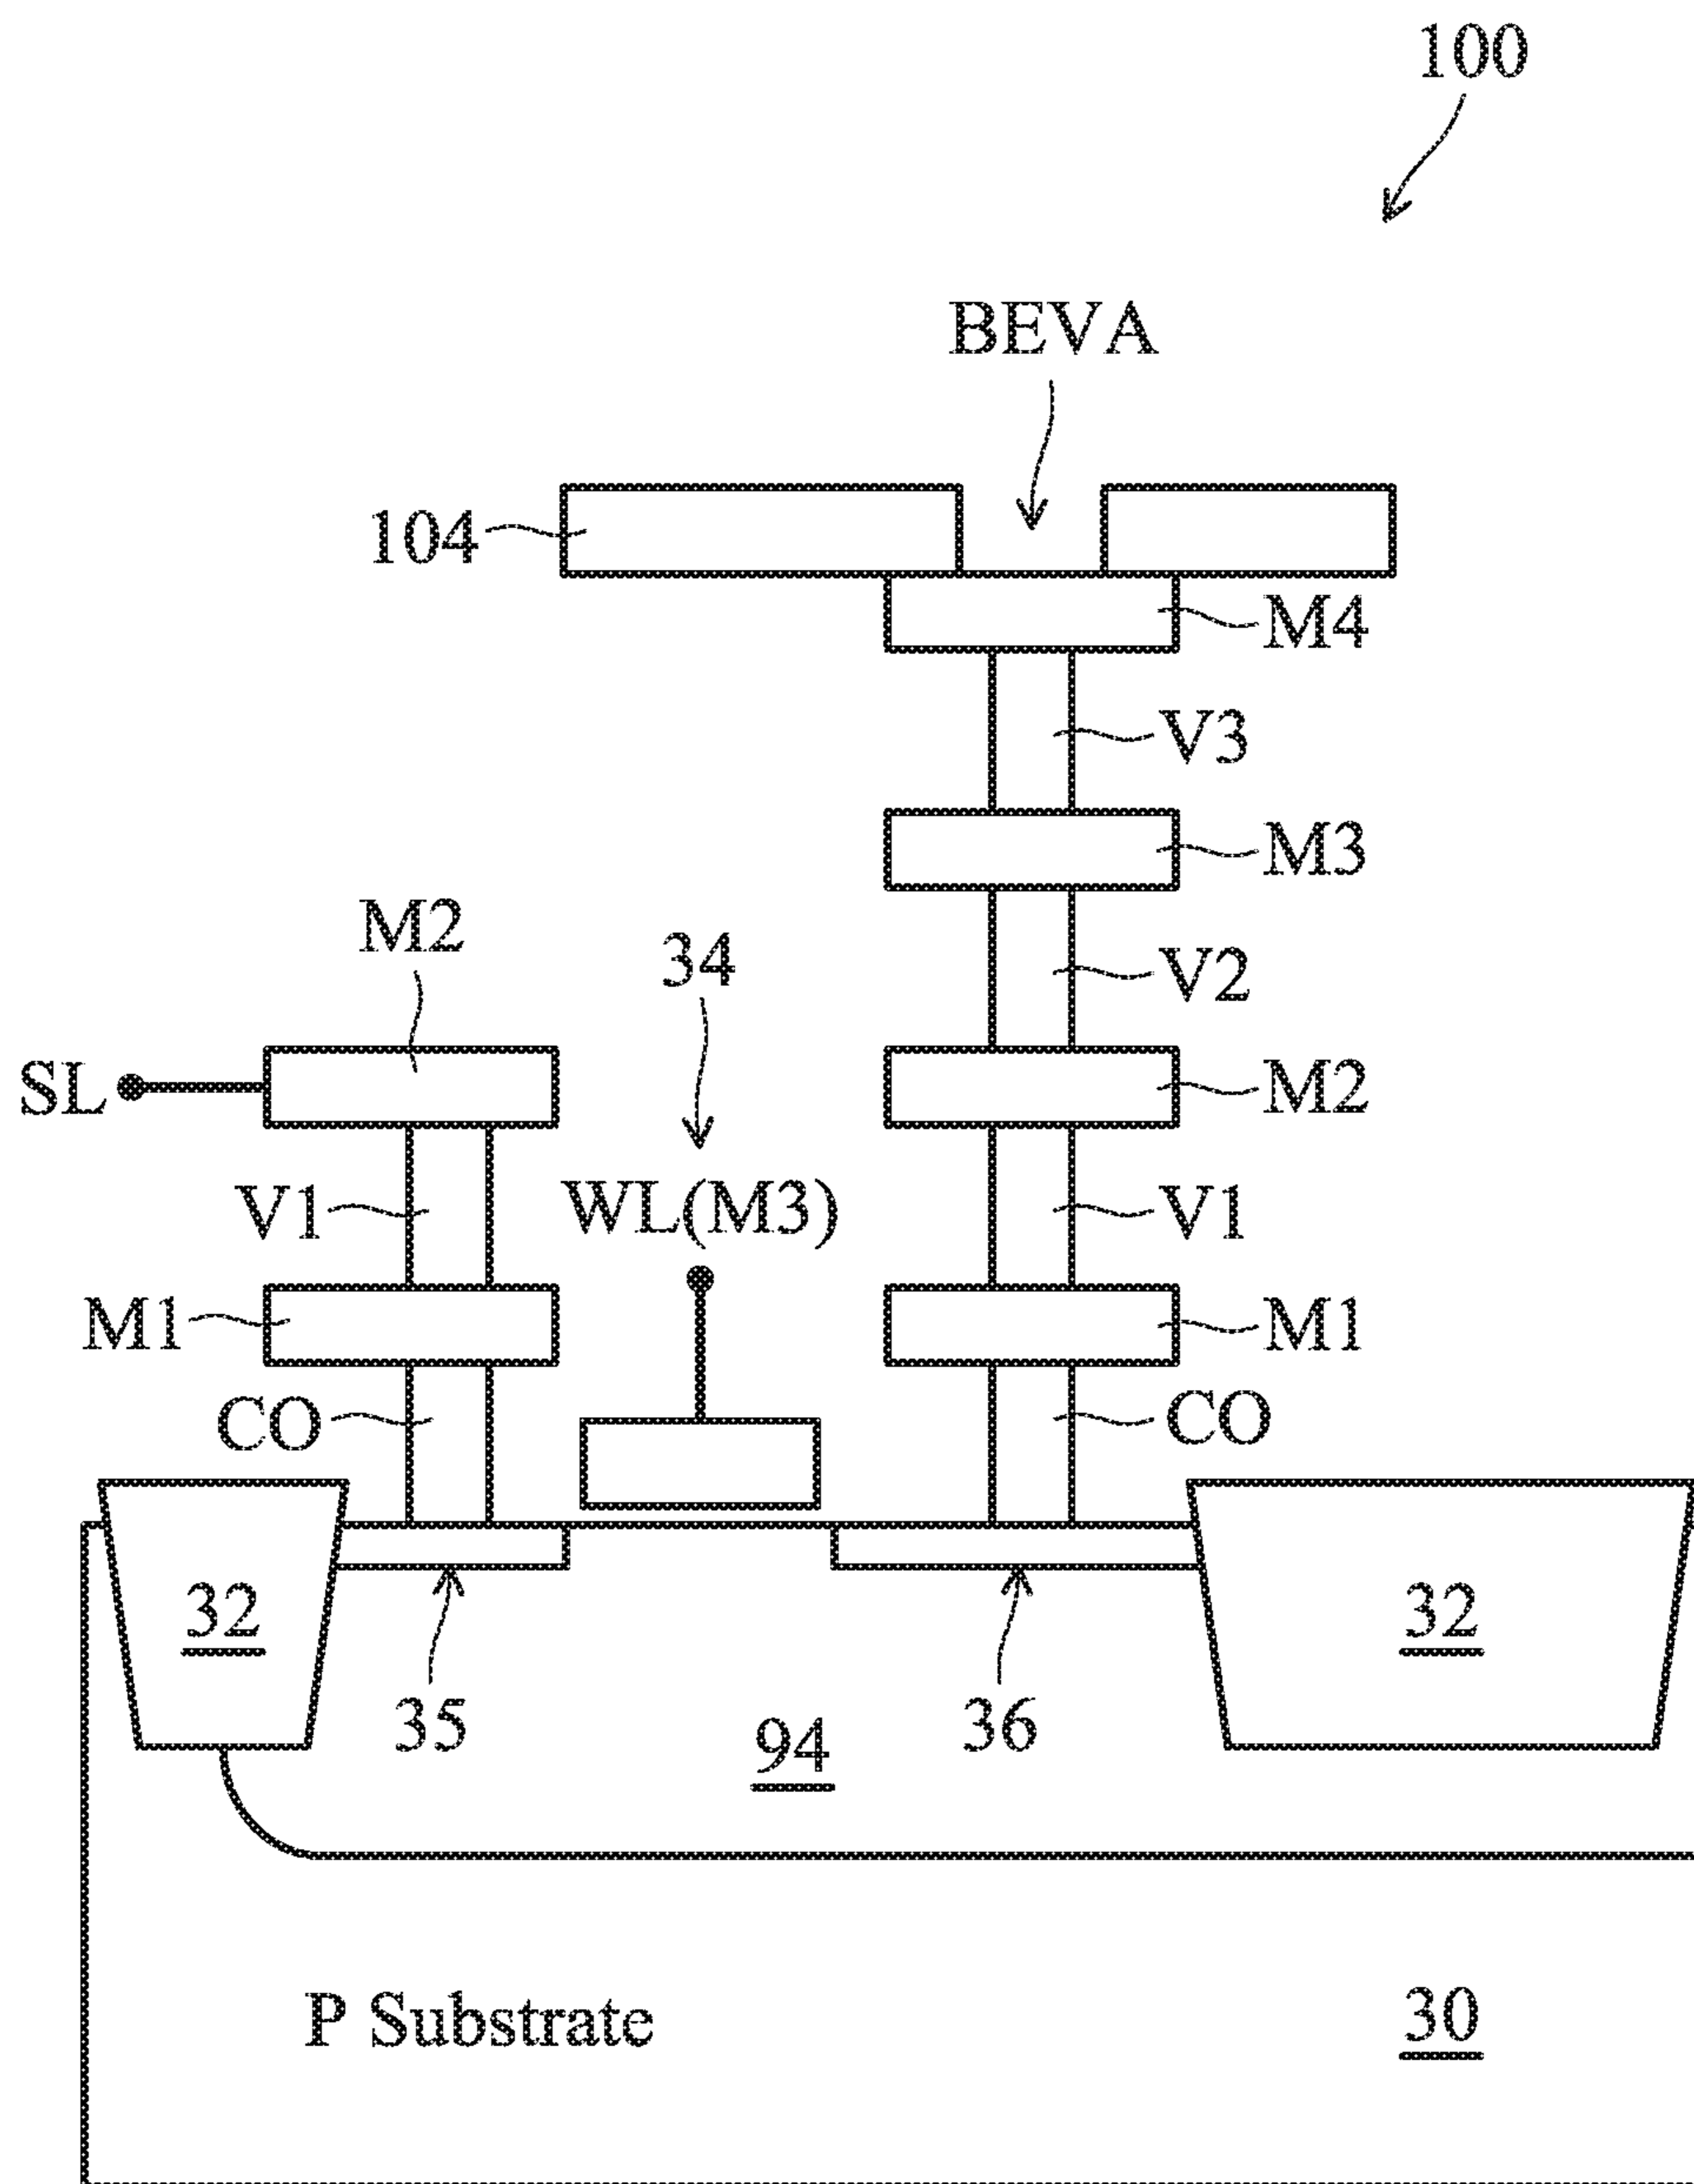 100
BEVA
104
M4
V3
M3
M2
34
V2
SL
M2
V1
WL(M3)
V1
M1
M1
CO
CO
32
32
35
36
94
P Substrate
30